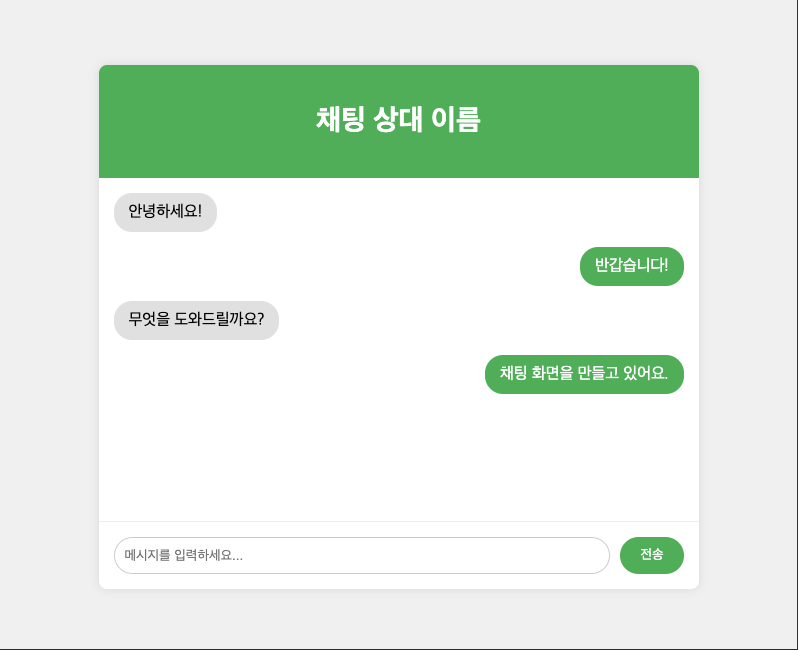 채팅 상대 이름
안녕하세요!
반갑습니다!
무엇을 도와드릴까요?
채팅 화면을 만들고 있어요.
메시지를 입력하세요...
전송